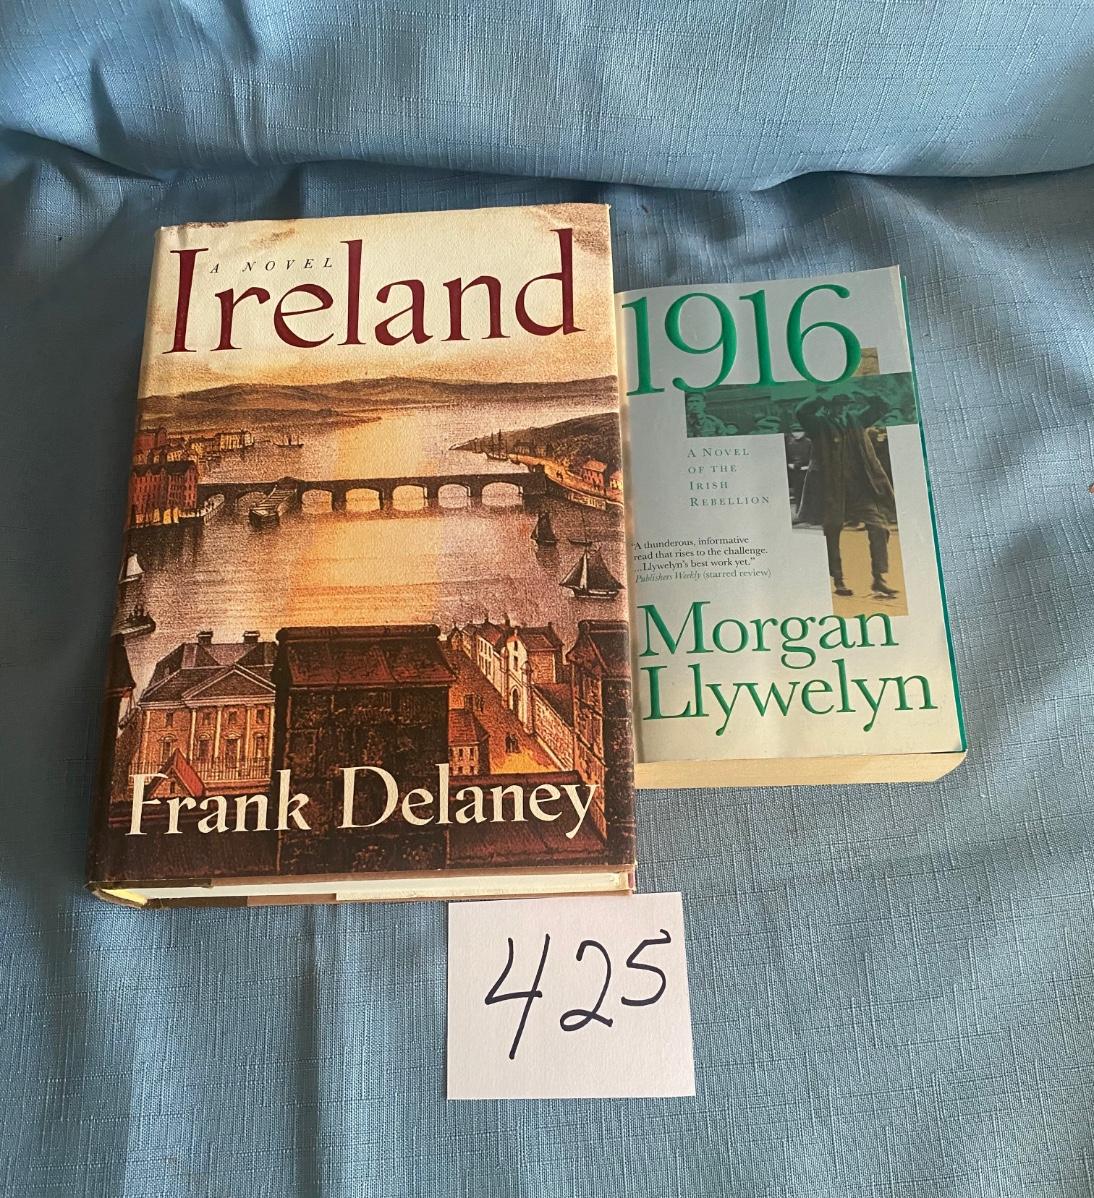 Ireland
A NOVEL
Frank Delaney
1916
A NOVEL
OF THE
IRISH
REBELLION
"A thunderous, informative
read that rises to the challenge.
...Llywelyn's best work yet."
Publishers Weekly (starred review)
Morgan
Llywelyn
425